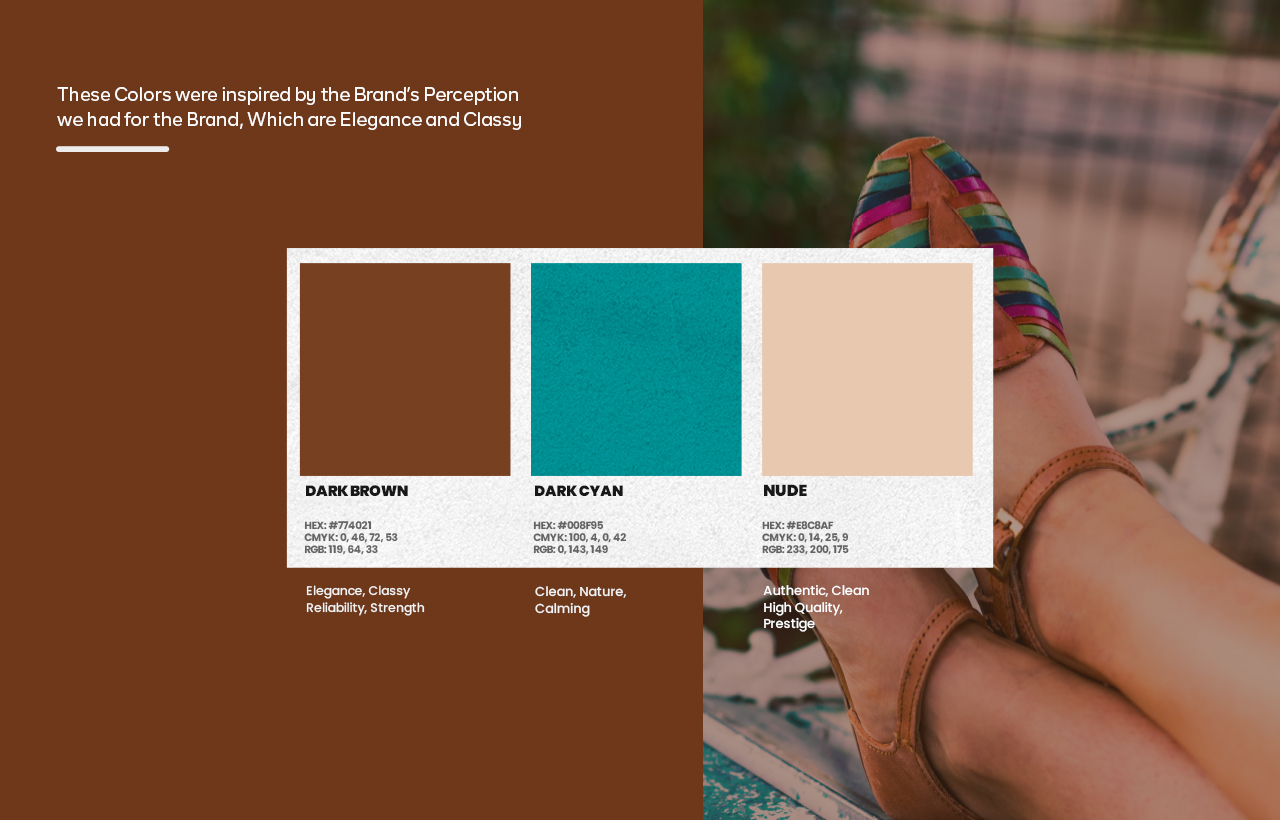 These Colors were inspired by the Brand's Perception
we had for the Brand, Which are Elegance and Classy
DARK BROWN
HEX: #774021
CMYK: 0, 46, 72, 53
RGB: 119, 64, 33
Elegance, Classy
Reliability, Strength
DARK CYAN
HEX: #008F95
CMYK: 100, 4, 0, 42
RGB: 0, 143, 149
Clean, Nature,
Calming
NUDE
HEX: #E8C8AF
CMYK: 0, 14, 25, 9
RGB: 233, 200, 175
Authentic, Clean
High Quality,
Prestige